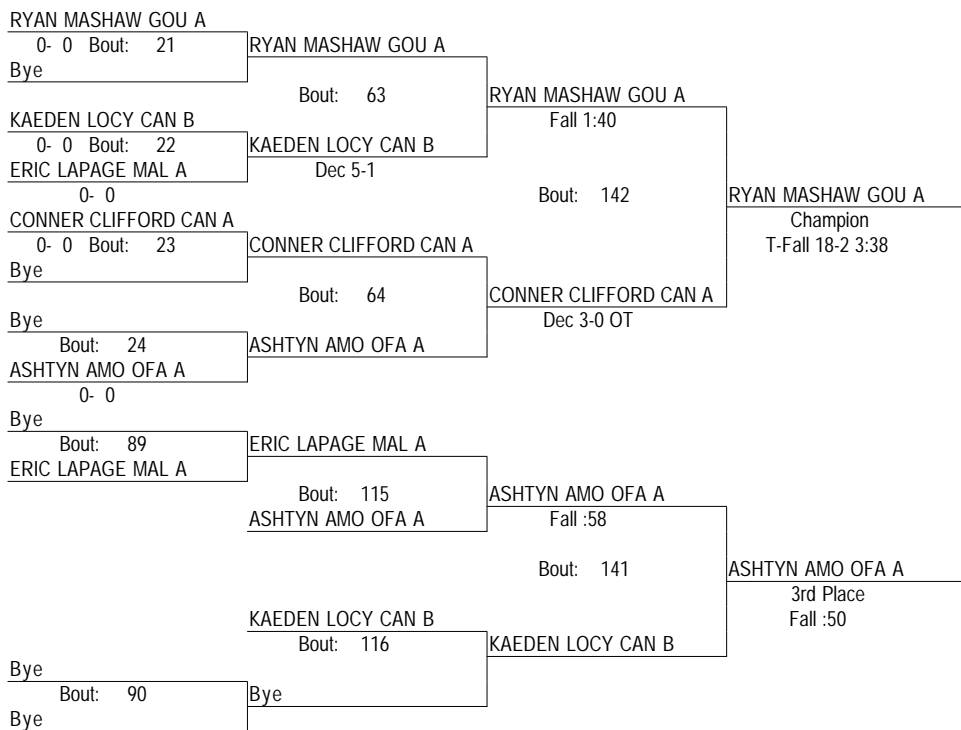 RYAN MASHAW GOU A
0- 0 Bout: 21
RYAN MASHAW GOU A
Bye
Bout: 63
RYAN MASHAW GOU A
KAEDEN LOCY CAN B
Fall 1:40
0- 0 Bout: 22
KAEDEN LOCY CAN B
ERIC LAPAGE MAL A
Dec 5-1
0- 0
Bout: 142
RYAN MASHAW GOU A
CONNER CLIFFORD CAN A
Champion
0- 0 Bout: 23
CONNER CLIFFORD CAN A
T-Fall 18-2 3:38
Bye
Bout: 64
CONNER CLIFFORD CAN A
Bye
Dec 3-0 OT
Bout: 24
ASHTYN AMO OFA A
ASHTYN AMO OFA A
0- 0
Bye
Bout: 89
ERIC LAPAGE MAL A
ERIC LAPAGE MAL A
Bout: 115
ASHTYN AMO OFA A
ASHTYN AMO OFA A
Fall :58
Bout: 141
ASHTYN AMO OFA A
3rd Place
KAEDEN LOCY CAN B
Fall :50
Bout: 116
KAEDEN LOCY CAN B
Bye
Bout: 90
Bye
Bye